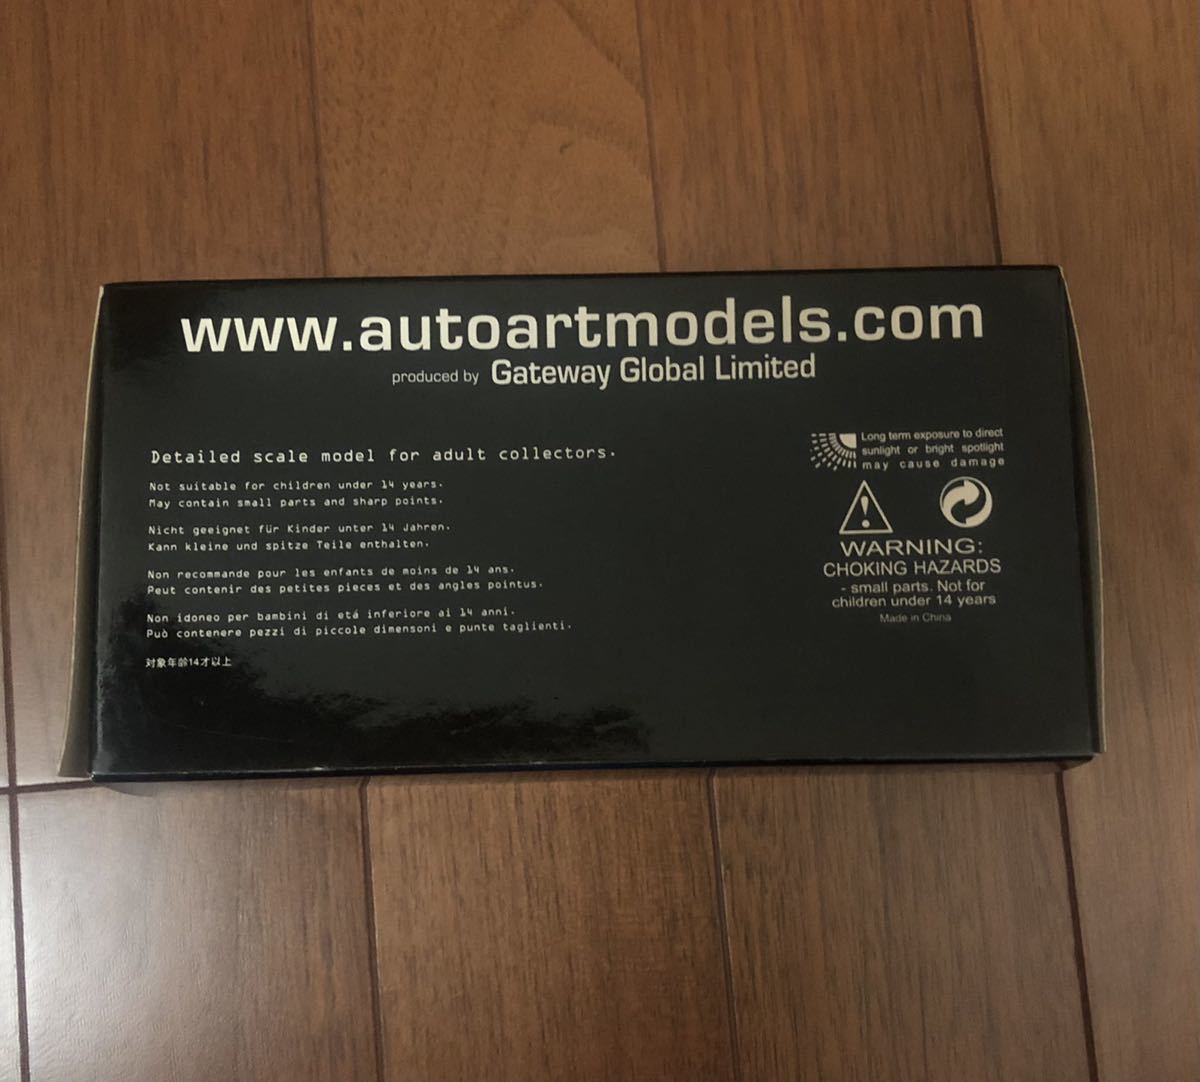 www.autoartmodels.com
produced by Gateway Global Limited
Detailed scale model for adult collectors.
Not suitable for children under 14 years.
May contain small parts and sharp points.
Nicht geeignet für Kinder unter 14 Jahren.
Kann kleine und spitze Teile enthalten.
Non recommande pour les enfants de moins de 14 ans.
Peut contenir des petites pieces et des angles pointus.
Non idoneo per bambini di etá inferiore ai 14 anni.
Può contenere pezzi di piccole dimensoni e punte taglienti.
対象年齢14才以上
Long term exposure to direct
sunlight or bright spotlight
may cause damage
WARNING:
CHOKING HAZARDS
- small parts. Not for
children under 14 years
Made in China